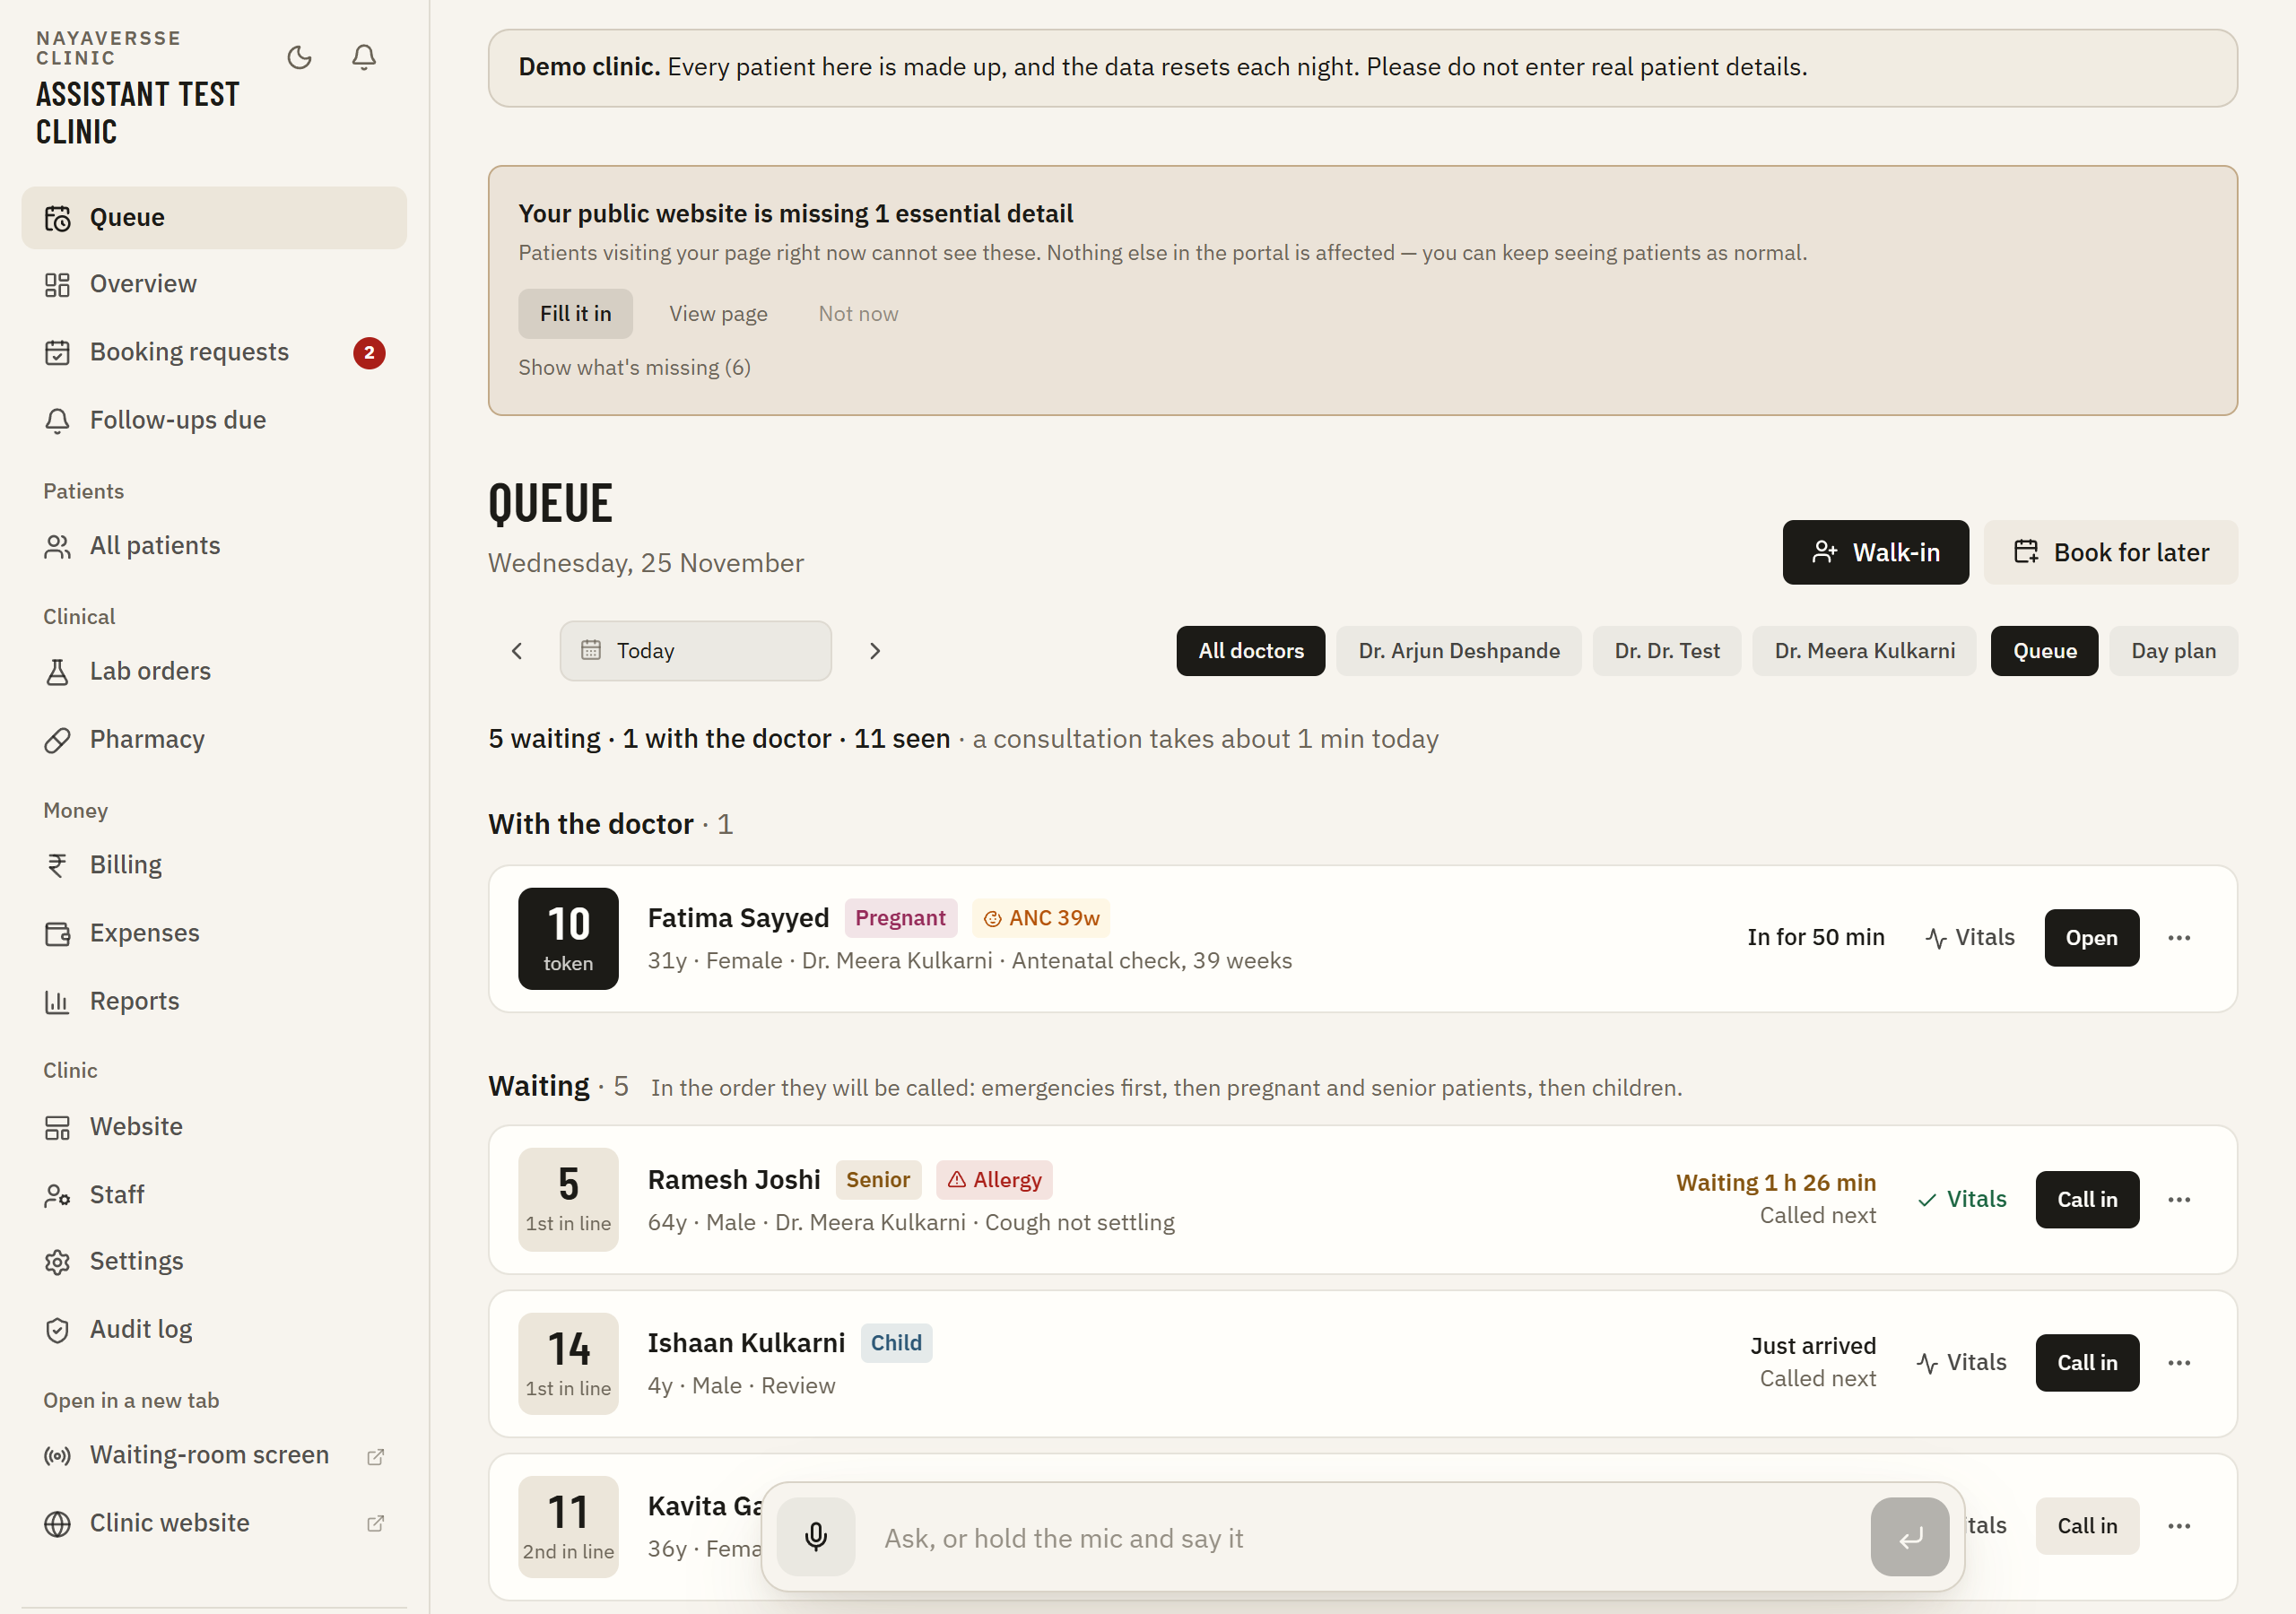 NAYAVERSSE
CLINIC
ASSISTANT TEST
CLINIC
Queue
Overview
Booking requests 2
Follow-ups due
Patients
All patients
Clinical
Lab orders
Pharmacy
Money
Billing
Expenses
Reports
Clinic
Website
Staff
Settings
Audit log
Open in a new tab
Waiting-room screen
Clinic website
Demo clinic. Every patient here is made up, and the data resets each night. Please do not enter real patient details.
Your public website is missing 1 essential detail
Patients visiting your page right now cannot see these. Nothing else in the portal is affected — you can keep seeing patients as normal.
Fill it in View page Not now
Show what's missing (6)
QUEUE
Wednesday, 25 November
Walk-in Book for later
Today
All doctors Dr. Arjun Deshpande Dr. Dr. Test Dr. Meera Kulkarni Queue Day plan
5 waiting · 1 with the doctor · 11 seen · a consultation takes about 1 min today
With the doctor · 1
10
token
Fatima Sayyed Pregnant ANC 39w
31y · Female · Dr. Meera Kulkarni · Antenatal check, 39 weeks
In for 50 min Vitals Open
Waiting · 5 In the order they will be called: emergencies first, then pregnant and senior patients, then children.
5
1st in line
Ramesh Joshi Senior Allergy
64y · Male · Dr. Meera Kulkarni · Cough not settling
Waiting 1 h 26 min
Called next
Vitals Call in
14
1st in line
Ishaan Kulkarni Child
4y · Male · Review
Just arrived
Called next
Vitals Call in
11
2nd in line
Kavita
36y
Call in
Ask, or hold the mic and say it